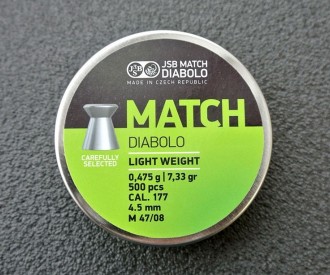 JSB MATCH
DIABOLO
MADE IN CZECH REPUBLIC
JSB
MATCH
DIABOLO
CAREFULLY
SELECTED
LIGHT WEIGHT
0,475 g | 7,33 gr
500 pcs
CAL. 177
4.5 mm
M 47/08